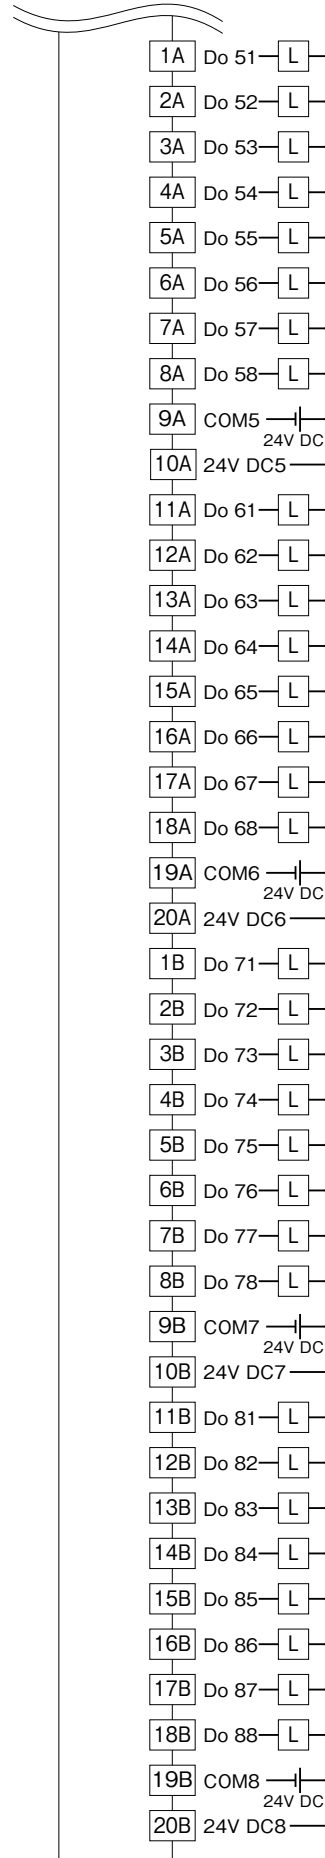 1A Do 51 L
2A Do 52 L
3A Do 53 L
4A Do 54 L
5A Do 55 L
6A Do 56 L
7A Do 57 L
8A Do 58 L
9A COM5
24V DC
10A 24V DC5
11A Do 61 L
12A Do 62 L
13A Do 63 L
14A Do 64 L
15A Do 65 L
16A Do 66 L
17A Do 67 L
18A Do 68 L
19A COM6
24V DC
20A 24V DC6
1B Do 71 L
2B Do 72 L
3B Do 73 L
4B Do 74 L
5B Do 75 L
6B Do 76 L
7B Do 77 L
8B Do 78 L
9B COM7
24V DC
10B 24V DC7
11B Do 81 L
12B Do 82 L
13B Do 83 L
14B Do 84 L
15B Do 85 L
16B Do 86 L
17B Do 87 L
18B Do 88 L
19B COM8
24V DC
20B 24V DC8